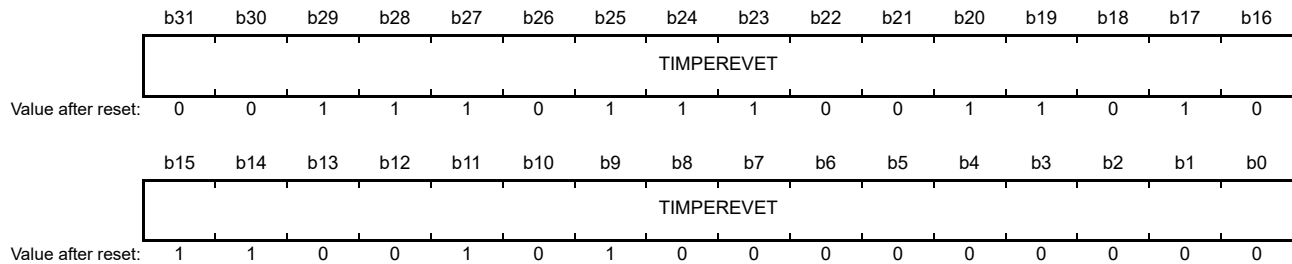 b31 b30 b29 b28 b27 b26 b25 b24 b23 b22 b21 b20 b19 b18 b17 b16
TIMPEREVET
Value after reset: 0 0 1 1 1 0 1 1 1 0 0 1 1 0 1 0
b15 b14 b13 b12 b11 b10 b9 b8 b7 b6 b5 b4 b3 b2 b1 b0
TIMPEREVET
Value after reset: 1 1 0 0 1 0 1 0 0 0 0 0 0 0 0 0